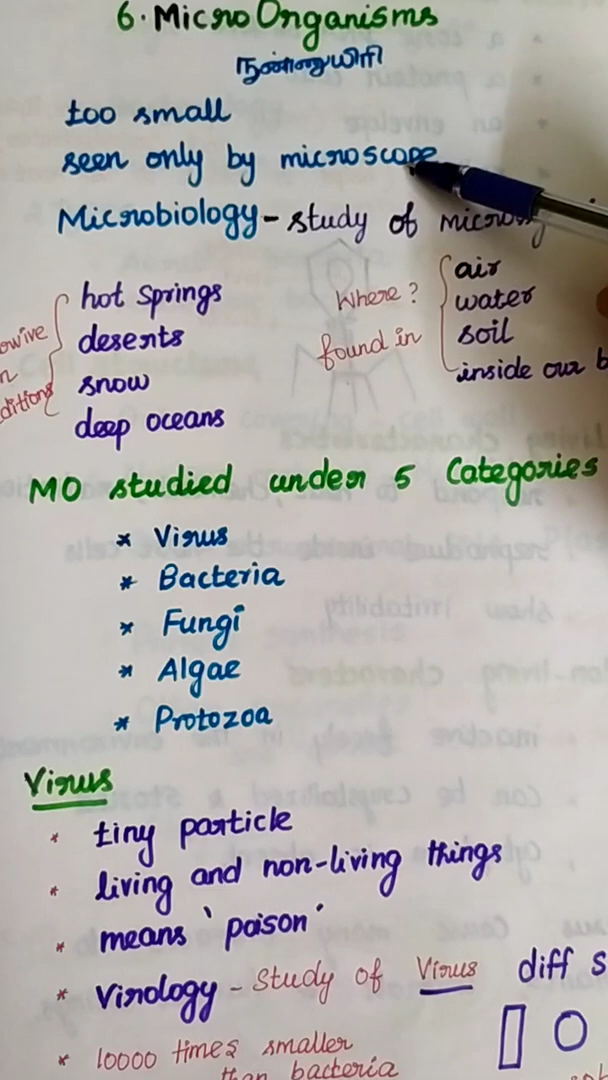 6. MicroOrganisms
நுண்ணுயிரி
too small
seen only by microscope
Microbiology - study of
hot springs
deserts
snow
deep oceans
where?
found in
air
water
soil
inside our
MO studied under 5 Categories
* Virus
* Bacteria
* Fungi
* Algae
* Protozoa
Virus
* tiny particle
* living and non-living things
* means 'poison'
* Virology - Study of Virus
diff
* 10000 times smaller
than bacteria